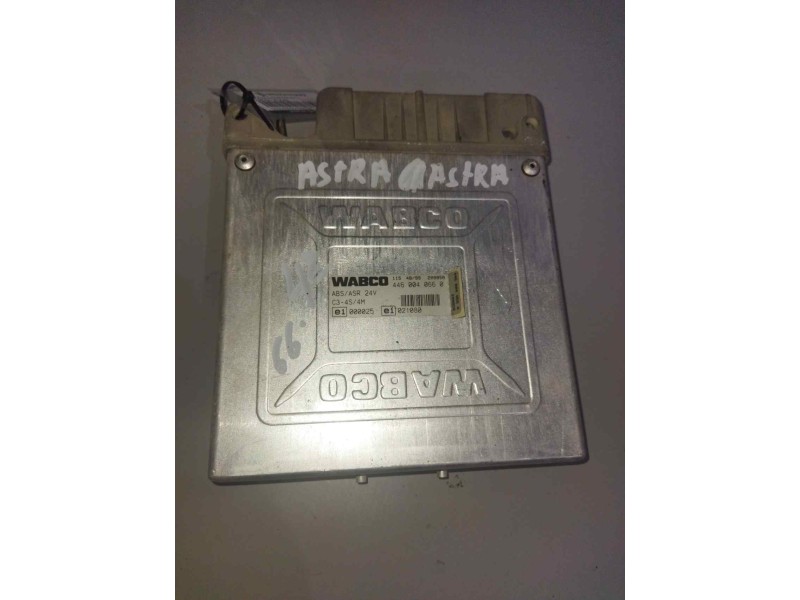 ASTRA ASTRA
WABCO
WABCO
446 004 066 0
ABS/ASR 24V
C3-4S/4M
e1 000025 e1 021080
WABCO